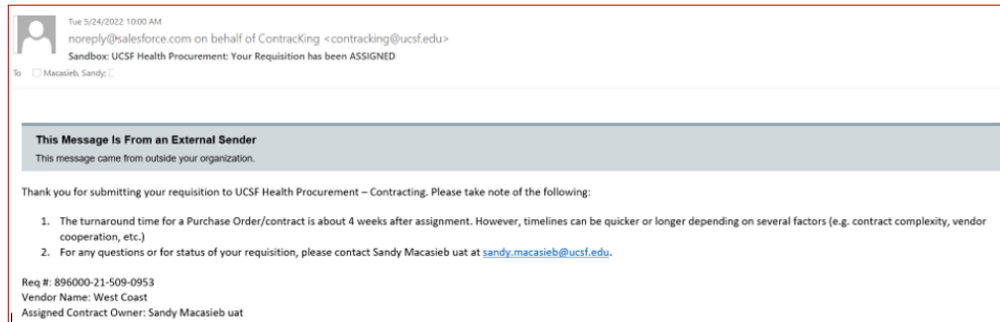 Tue 5/24/2022 10:00 AM
noreply@salesforce.com on behalf of ContracKing <contracking@ucsf.edu>
Sandbox: UCSF Health Procurement: Your Requisition has been ASSIGNED
To Macasieb, Sandy;
This Message Is From an External Sender
This message came from outside your organization.
Thank you for submitting your requisition to UCSF Health Procurement – Contracting. Please take note of the following:
1. The turnaround time for a Purchase Order/contract is about 4 weeks after assignment. However, timelines can be quicker or longer depending on several factors (e.g. contract complexity, vendor
cooperation, etc.)
2. For any questions or for status of your requisition, please contact Sandy Macasieb uat at sandy.macasieb@ucsf.edu.
Req #: 896000-21-509-0953
Vendor Name: West Coast
Assigned Contract Owner: Sandy Macasieb uat